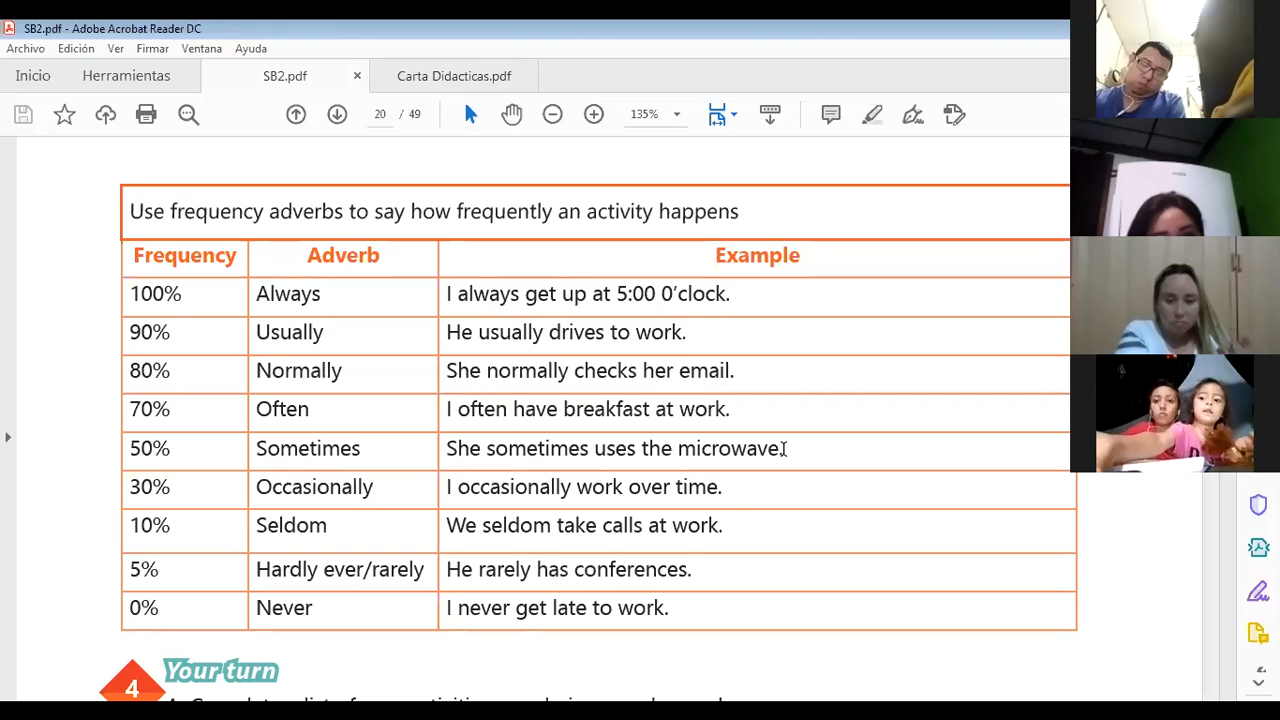 SB2.pdf - Adobe Acrobat Reader DC
Archivo Edición Ver Firmar Ventana Ayuda
Inicio Herramientas SB2.pdf × Carta Didacticas.pdf
20 / 49 135%
Use frequency adverbs to say how frequently an activity happens
Frequency Adverb Example
100% Always I always get up at 5:00 0'clock.
90% Usually He usually drives to work.
80% Normally She normally checks her email.
70% Often I often have breakfast at work.
50% Sometimes She sometimes uses the microwave.
30% Occasionally I occasionally work over time.
10% Seldom We seldom take calls at work.
5% Hardly ever/rarely He rarely has conferences.
0% Never I never get late to work.
4 Your turn